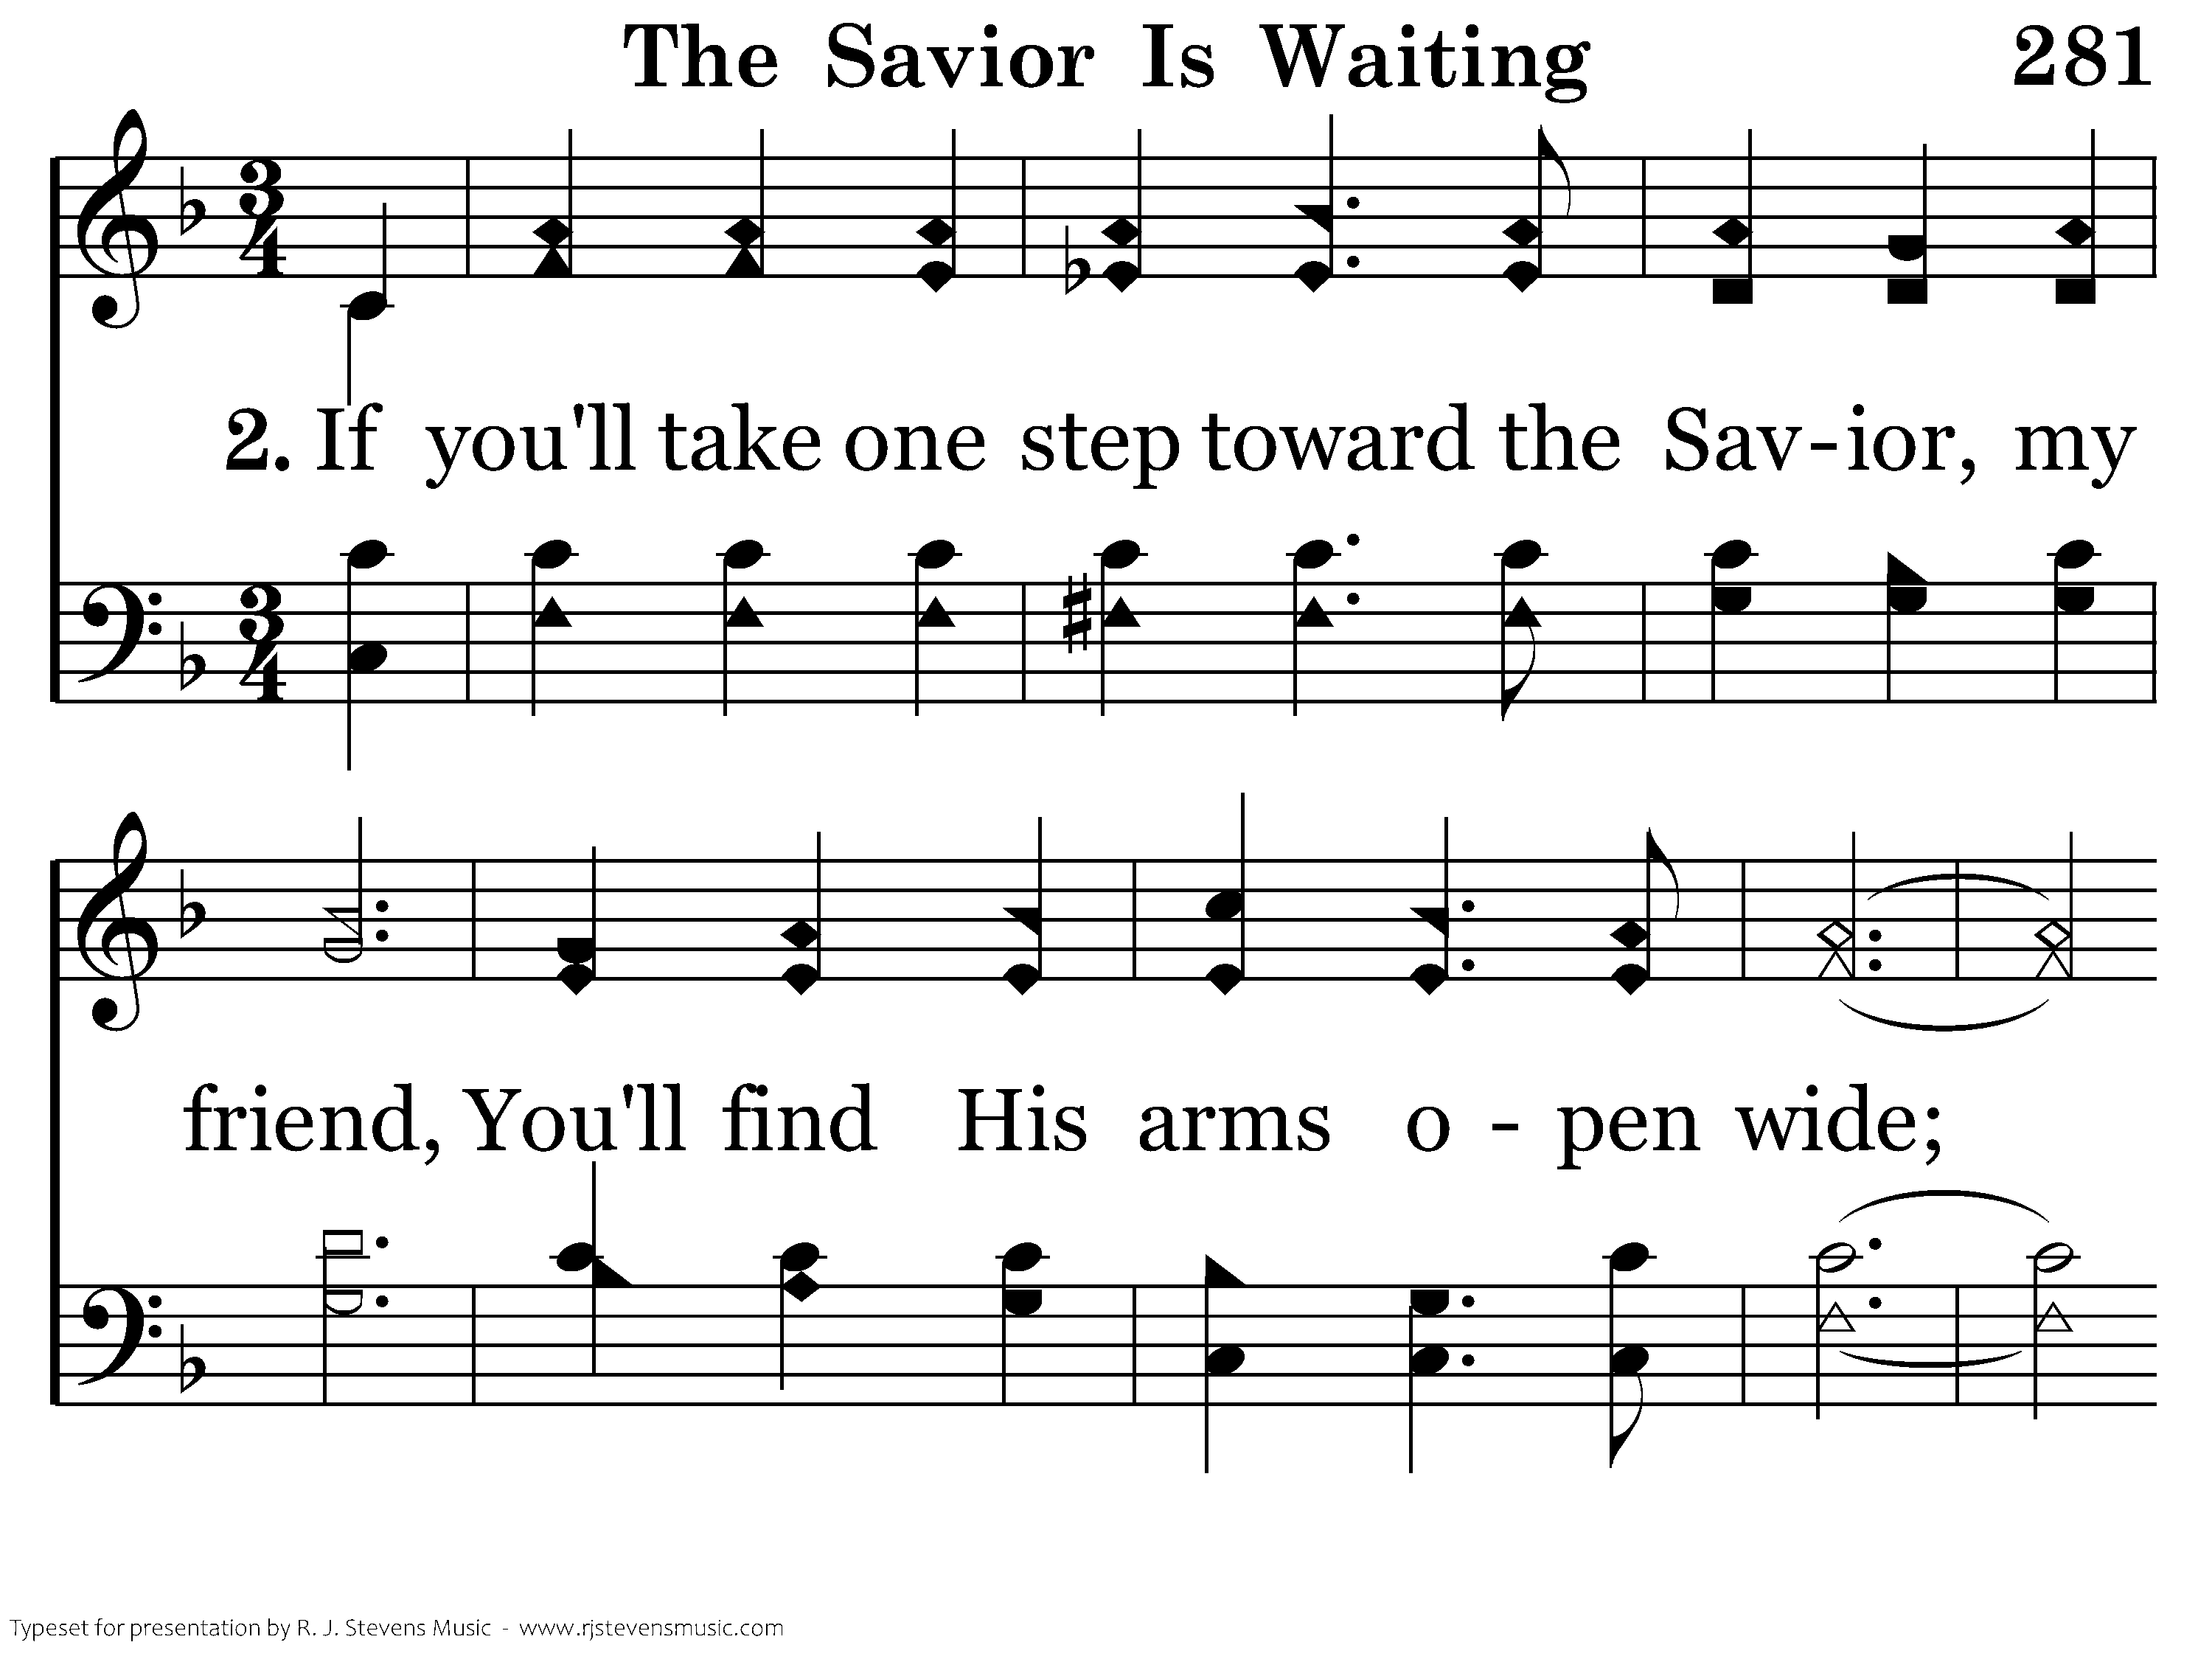 The Savior Is Waiting 281
2. If you'll take one step toward the Sav-ior, my
friend, You'll find His arms o - pen wide;
Typeset for presentation by R. J. Stevens Music - www.rjstevensmusic.com